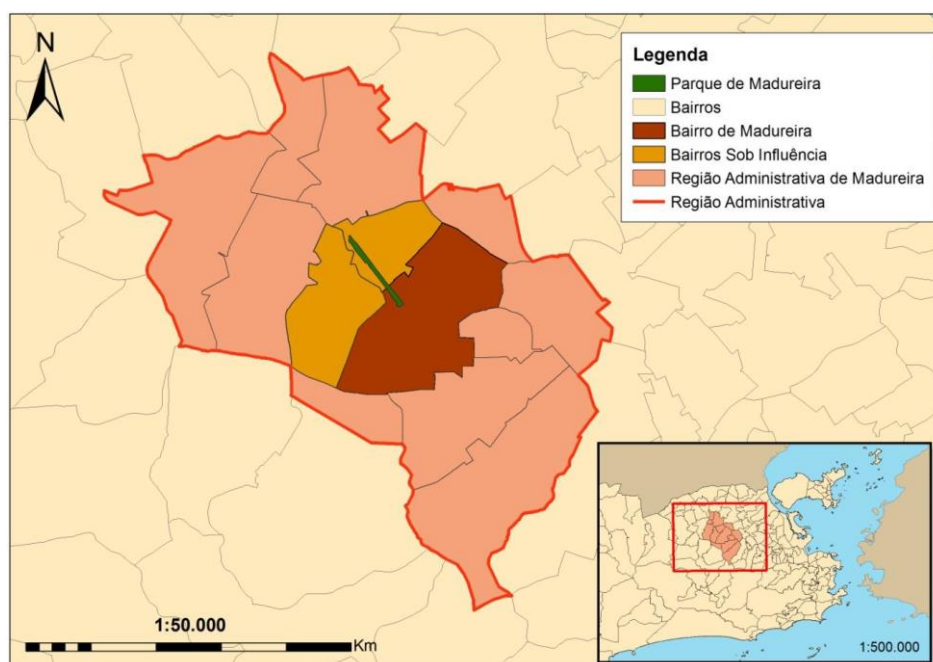 N
Legenda
Parque de Madureira
Bairros
Bairro de Madureira
Bairros Sob Influência
Região Administrativa de Madureira
Região Administrativa
1:50.000
Km
1:500.000